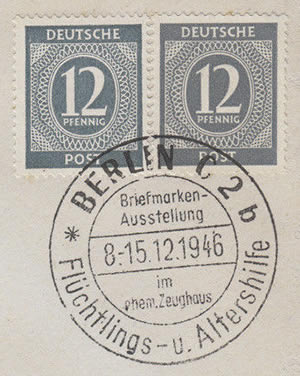 DEUTSCHE
12
PFENNIG
POST
DEUTSCHE
12
PFENNIG
POST
* BERLIN C 2 b
Briefmarken-
Ausstellung
8.-15.12.1946
im
ehem. Zeughaus
Flüchtlings- u. Altershilfe